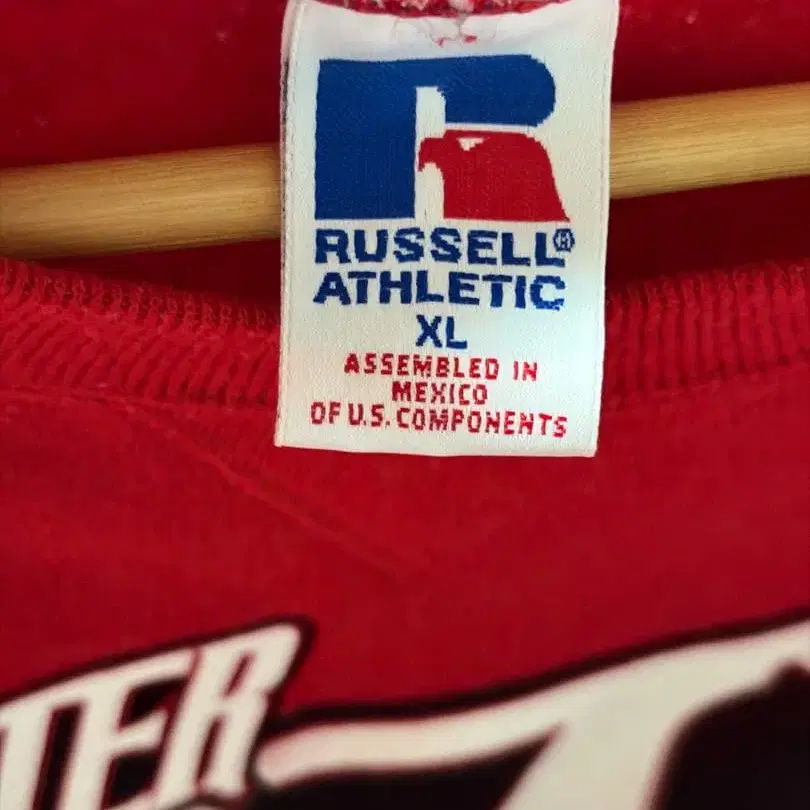 RUSSELL®
ATHLETIC
XL
ASSEMBLED IN
MEXICO
OF U.S. COMPONENTS